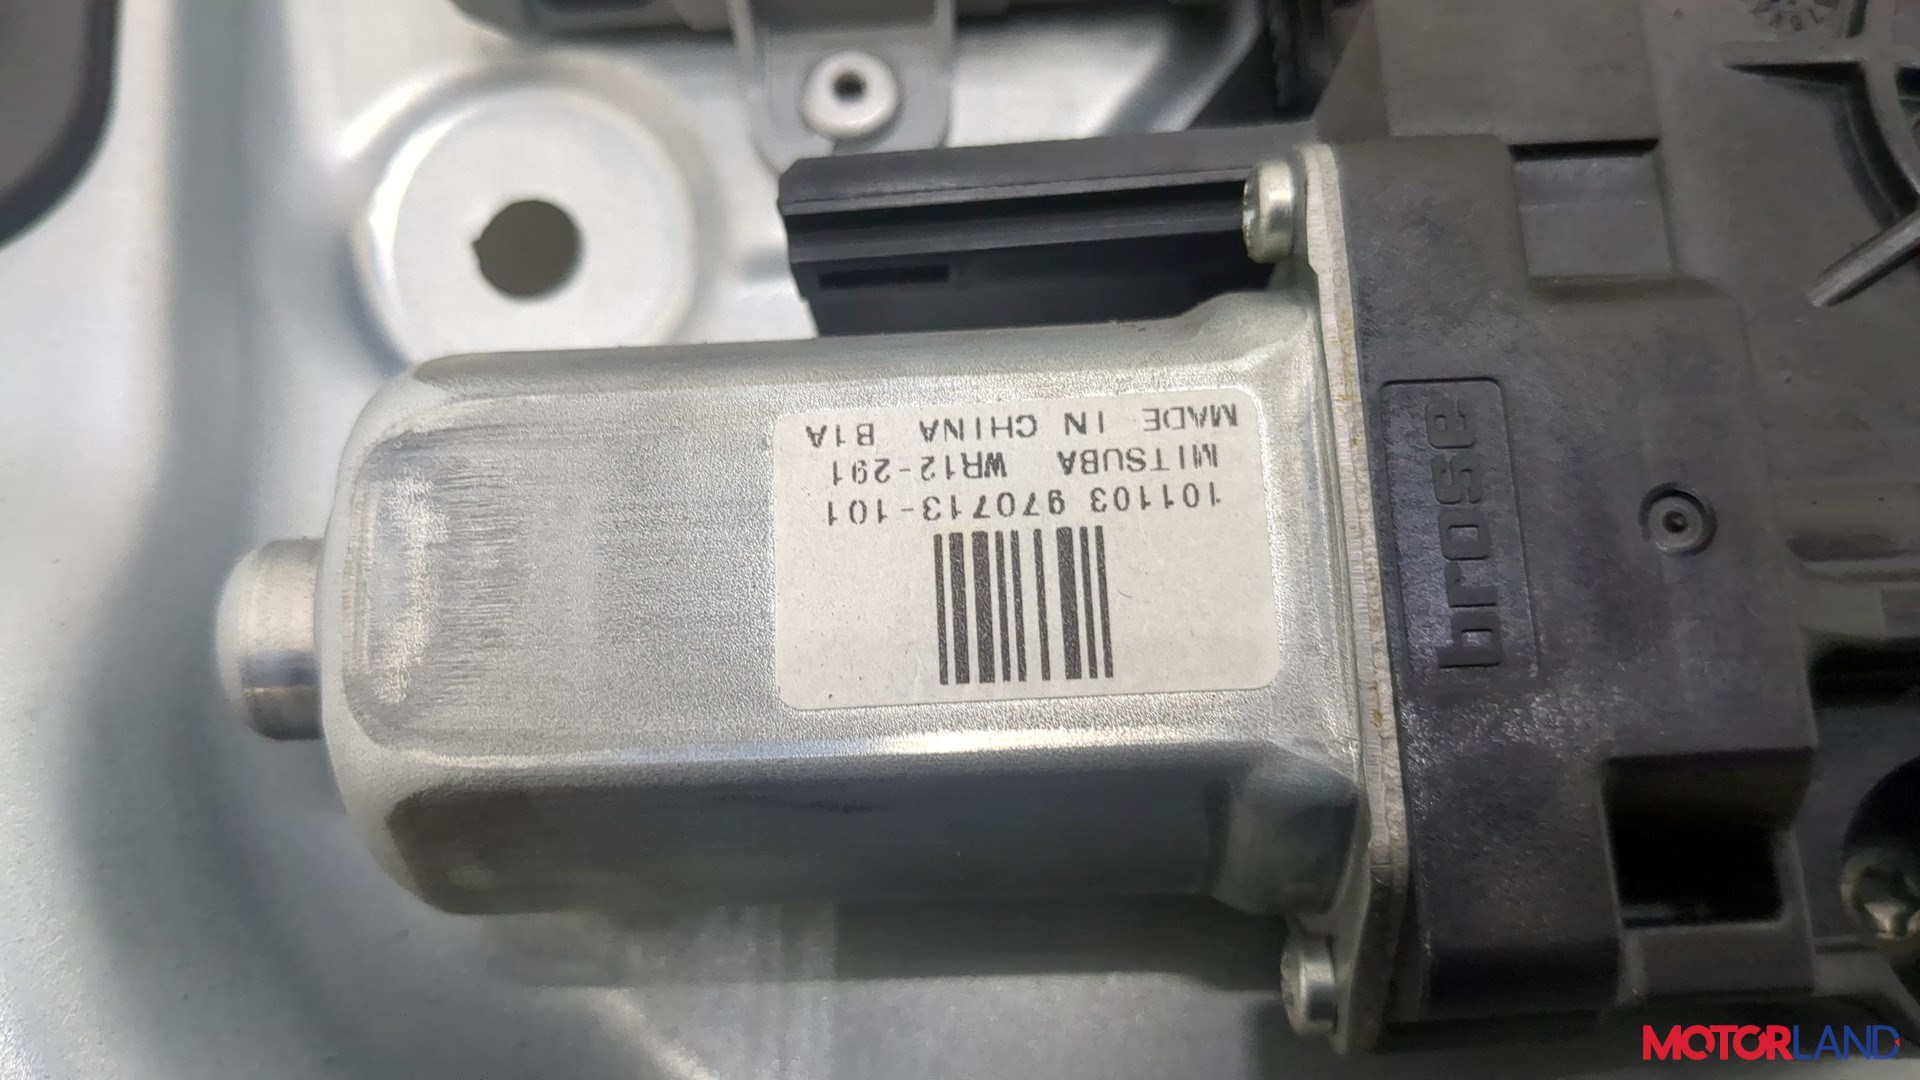 101103 970713-101
MITSUBA WR12-291
MADE IN CHINA B1A
brose
MOTORLAND